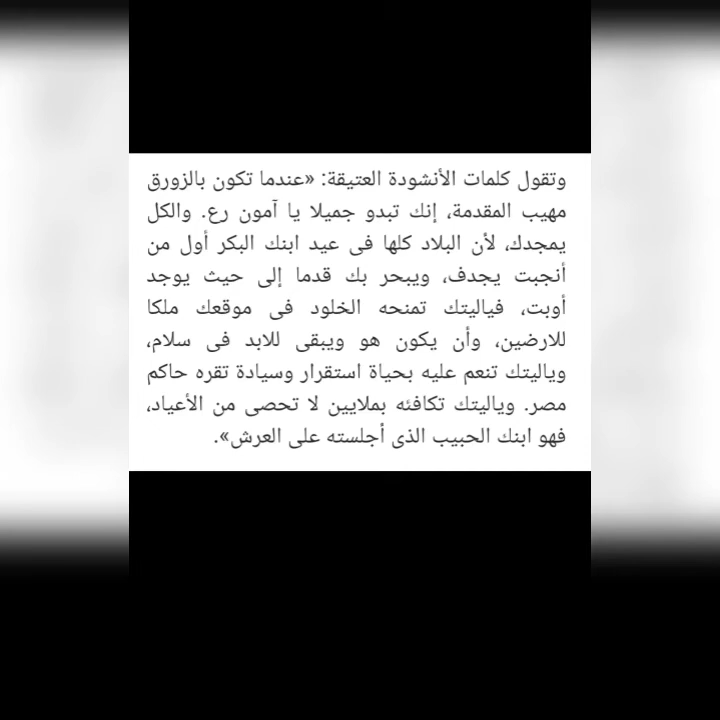 وتقول كلمات الأنشودة العتيقة: «عندما تكون بالزورق
مهيب المقدمة، إنك تبدو جميلا يا آمون رع. والكل
يمجدك، لأن البلاد كلها فى عيد ابنك البكر أول من
أنجبت يجدف، ويبحر بك قدما إلى حيث يوجد
أوبت، فياليتك تمنحه الخلود فى موقعك ملكا
للارضين، وأن يكون هو ويبقى للابد فى سلام،
وياليتك تنعم عليه بحياة استقرار وسيادة تقره حاكم
مصر. وياليتك تكافئه بملايين لا تحصى من الأعياد،
فهو ابنك الحبيب الذى أجلسته على العرش».